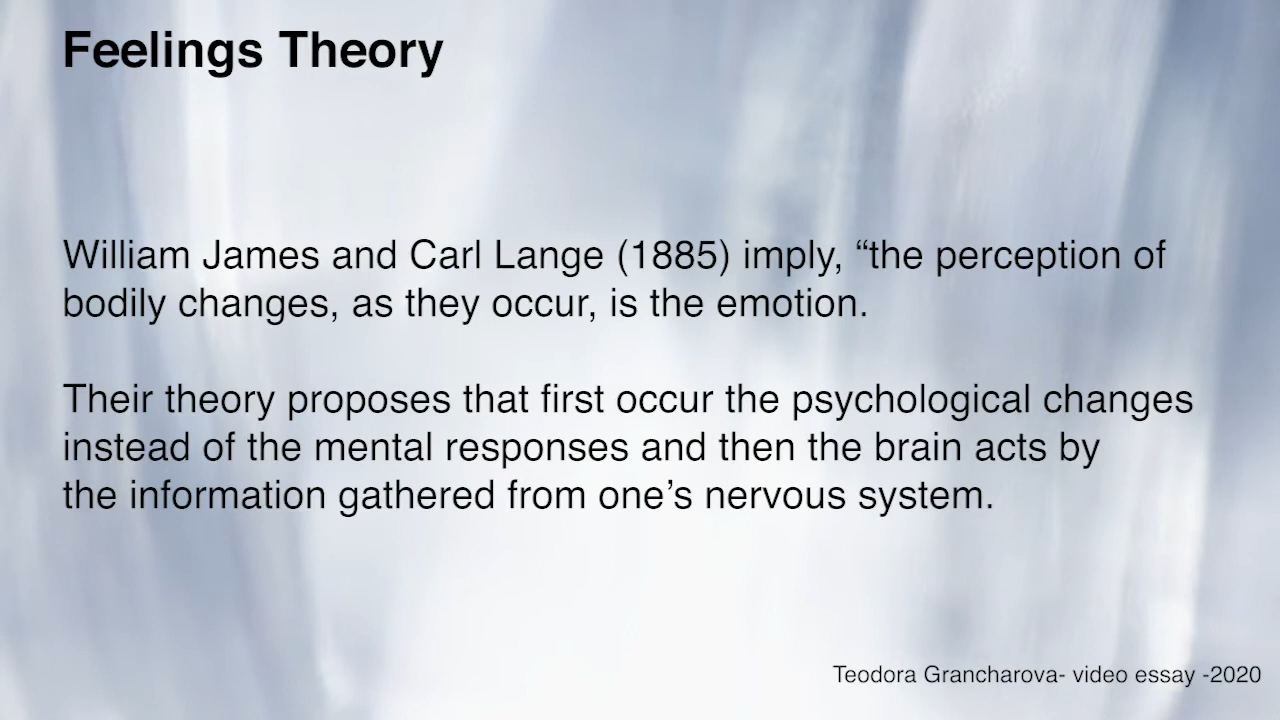 Feelings Theory
William James and Carl Lange (1885) imply, “the perception of
bodily changes, as they occur, is the emotion.
Their theory proposes that first occur the psychological changes
instead of the mental responses and then the brain acts by
the information gathered from one’s nervous system.
Teodora Grancharova- video essay -2020